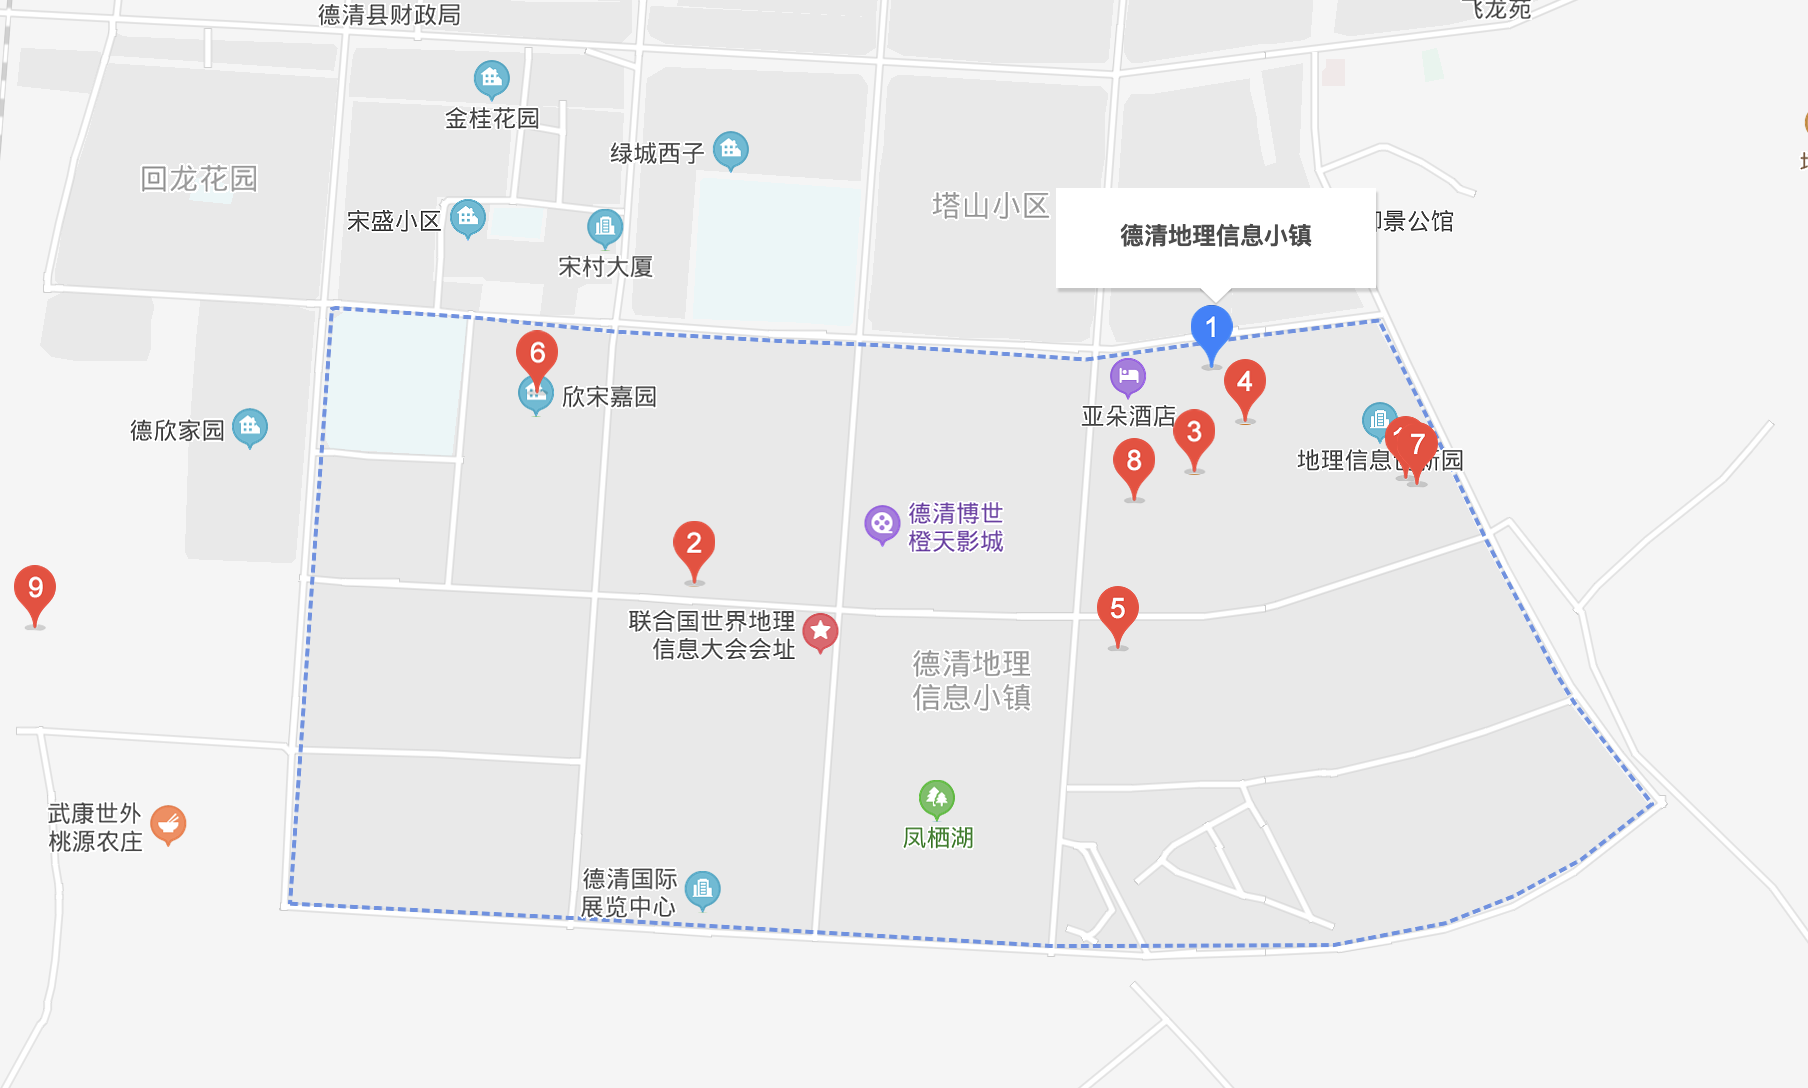 德清县财政局
飞龙苑
金桂花园
绿城西子
回龙花园
塔山小区
宋盛小区
德清地理信息小镇
御景公馆
宋村大厦
1
6
4
欣宋嘉园
亚朵酒店
3
德欣家园
8
7
地理信息创新园
德清博世
橙天影城
2
9
5
联合国世界地理
信息大会会址
德清地理
信息小镇
武康世外
桃源农庄
凤栖湖
德清国际
展览中心